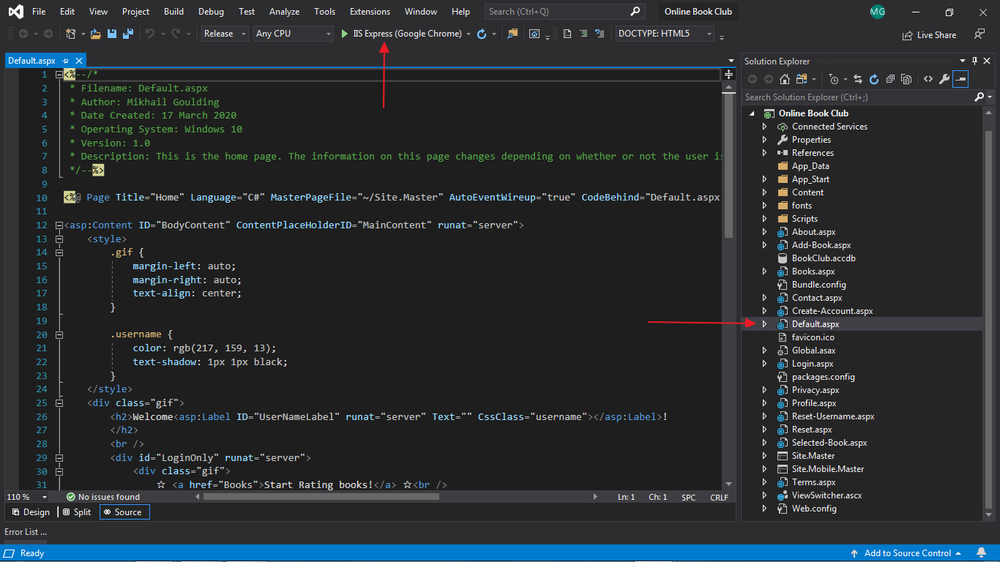 File Edit View Project Build Debug Test Analyze Tools Extensions Window Help Search (Ctrl+Q) Online Book Club MG
Release Any CPU IIS Express (Google Chrome) DOCTYPE: HTML5 Live Share
Default.aspx
1 <%--/*
2 * Filename: Default.aspx
3 * Author: Mikhail Goulding
4 * Date Created: 17 March 2020
5 * Operating System: Windows 10
6 * Version: 1.0
7 * Description: This is the home page. The information on this page changes depending on whether or not the user is
8 */--%>
9
10 <%@ Page Title="Home" Language="C#" MasterPageFile="~/Site.Master" AutoEventWireup="true" CodeBehind="Default.aspx
11
12 <asp:Content ID="BodyContent" ContentPlaceHolderID="MainContent" runat="server">
13 <style>
14 .gif {
15 margin-left: auto;
16 margin-right: auto;
17 text-align: center;
18 }
19
20 .username {
21 color: rgb(217, 159, 13);
22 text-shadow: 1px 1px black;
23 }
24 </style>
25 <div class="gif">
26 <h2>Welcome<asp:Label ID="UserNameLabel" runat="server" Text="" CssClass="username"></asp:Label>!
27 </h2>
28 <br />
29 <div id="LoginOnly" runat="server">
30 <div class="gif">
31 ☆ <a href="Books">Start Rating books!</a> ☆<br />
110 % No issues found Ln: 1 Ch: 1 SPC CRLF
Design Split Source
Solution Explorer
Search Solution Explorer (Ctrl+;)
Online Book Club
Connected Services
Properties
References
App_Data
App_Start
Content
fonts
Scripts
About.aspx
Add-Book.aspx
BookClub.accdb
Books.aspx
Bundle.config
Contact.aspx
Create-Account.aspx
Default.aspx
favicon.ico
Global.asax
Login.aspx
packages.config
Privacy.aspx
Profile.aspx
Reset-Username.aspx
Reset.aspx
Selected-Book.aspx
Site.Master
Site.Mobile.Master
Terms.aspx
ViewSwitcher.ascx
Web.config
Error List ...
Ready Add to Source Control